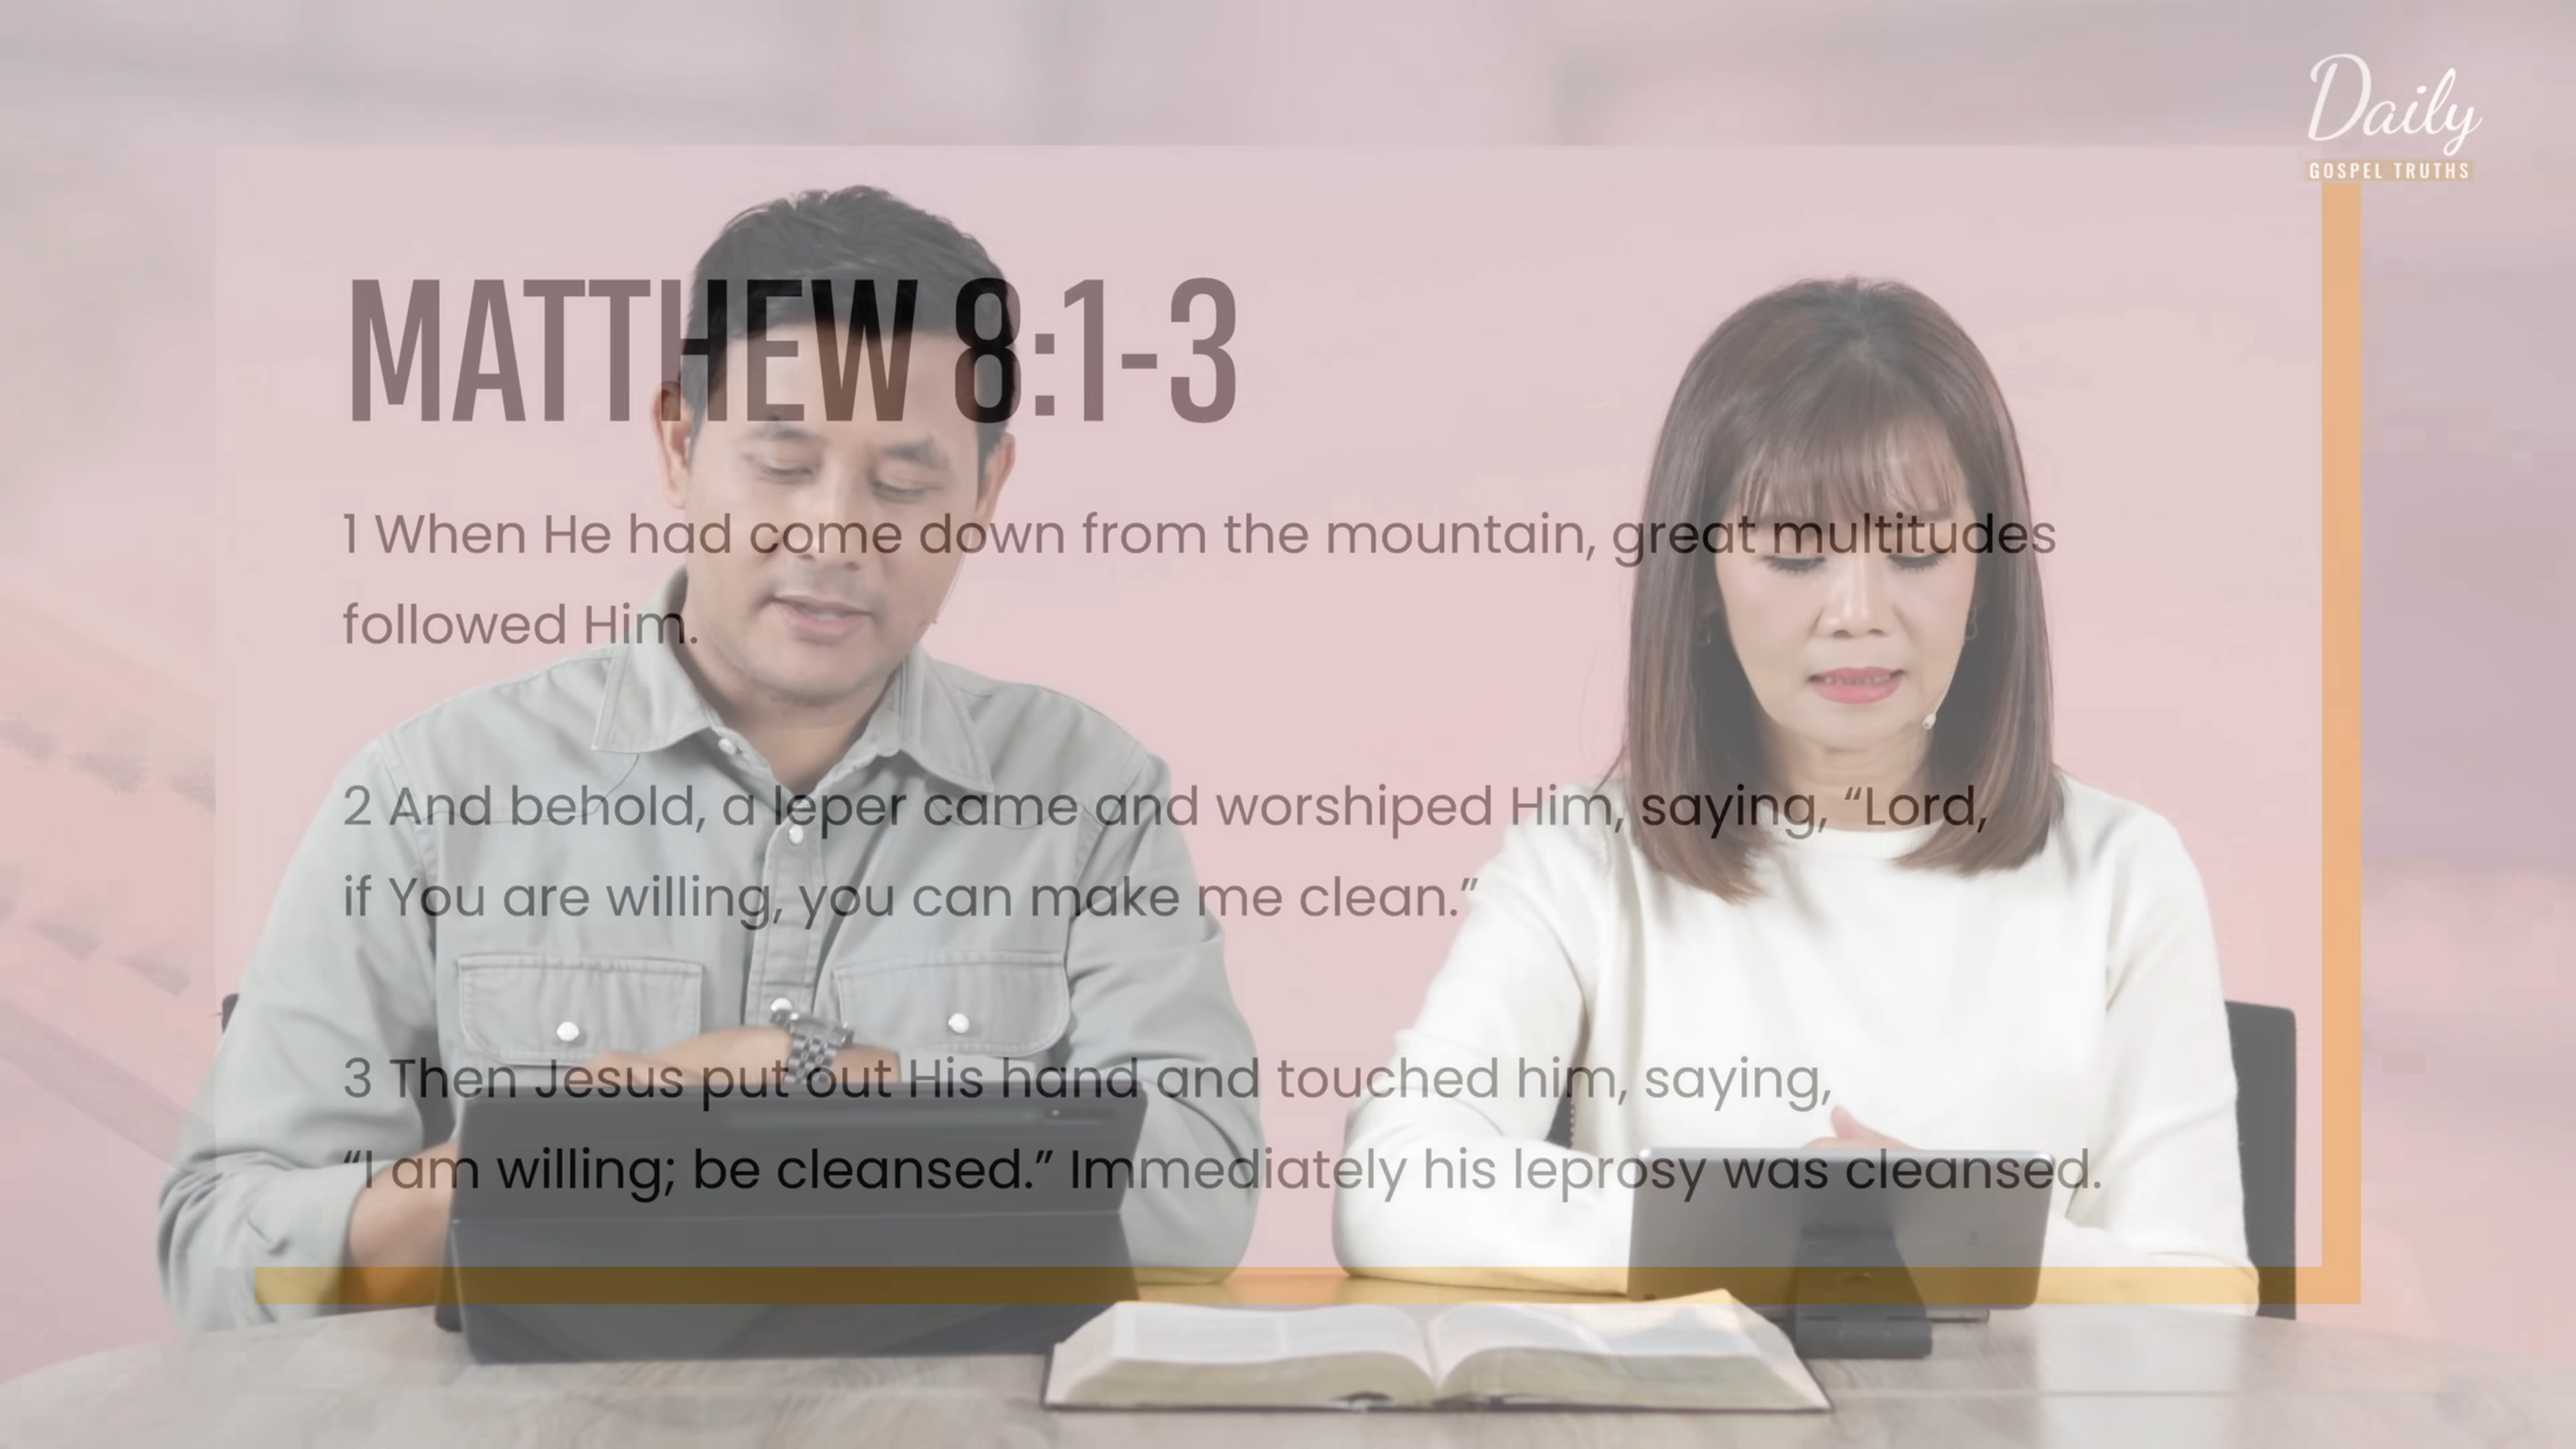 Daily
GOSPEL TRUTHS
MATTHEW 8:1-3
1 When He had come down from the mountain, great multitudes
followed Him.
2 And behold, a leper came and worshiped Him, saying, “Lord,
if You are willing, you can make me clean.”
3 Then Jesus put out His hand and touched him, saying,
“I am willing; be cleansed.” Immediately his leprosy was cleansed.